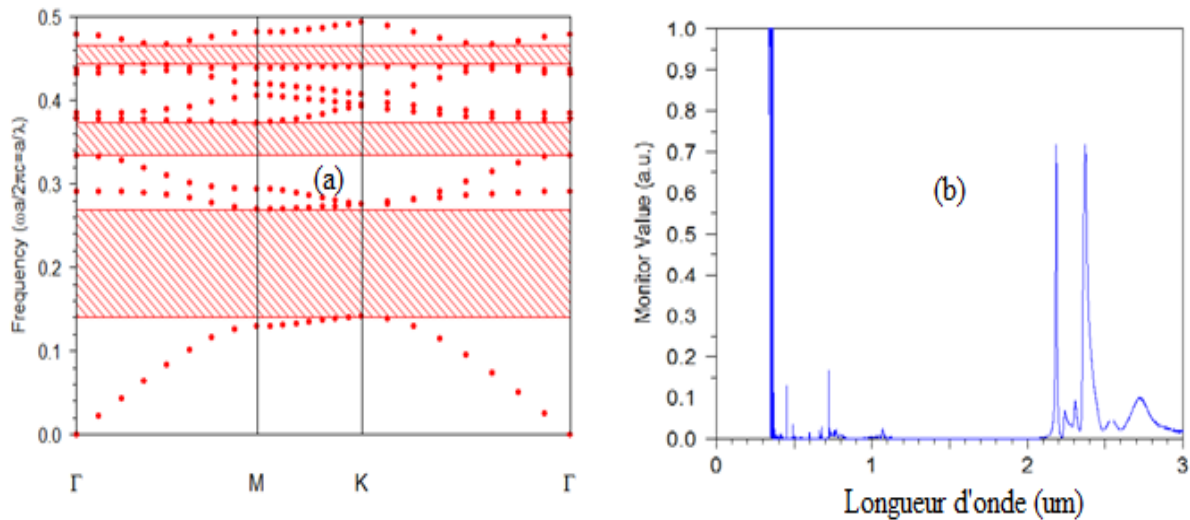 0.5
0.4
0.3
0.2
0.1
0.0
Frequency (ωa/2πc=a/λ)
(a)
Γ M K Γ
1.0
0.9
0.8
0.7
0.6
0.5
0.4
0.3
0.2
0.1
0.0
Monitor Value (a.u.)
(b)
0 1 2 3
Longueur d'onde (um)